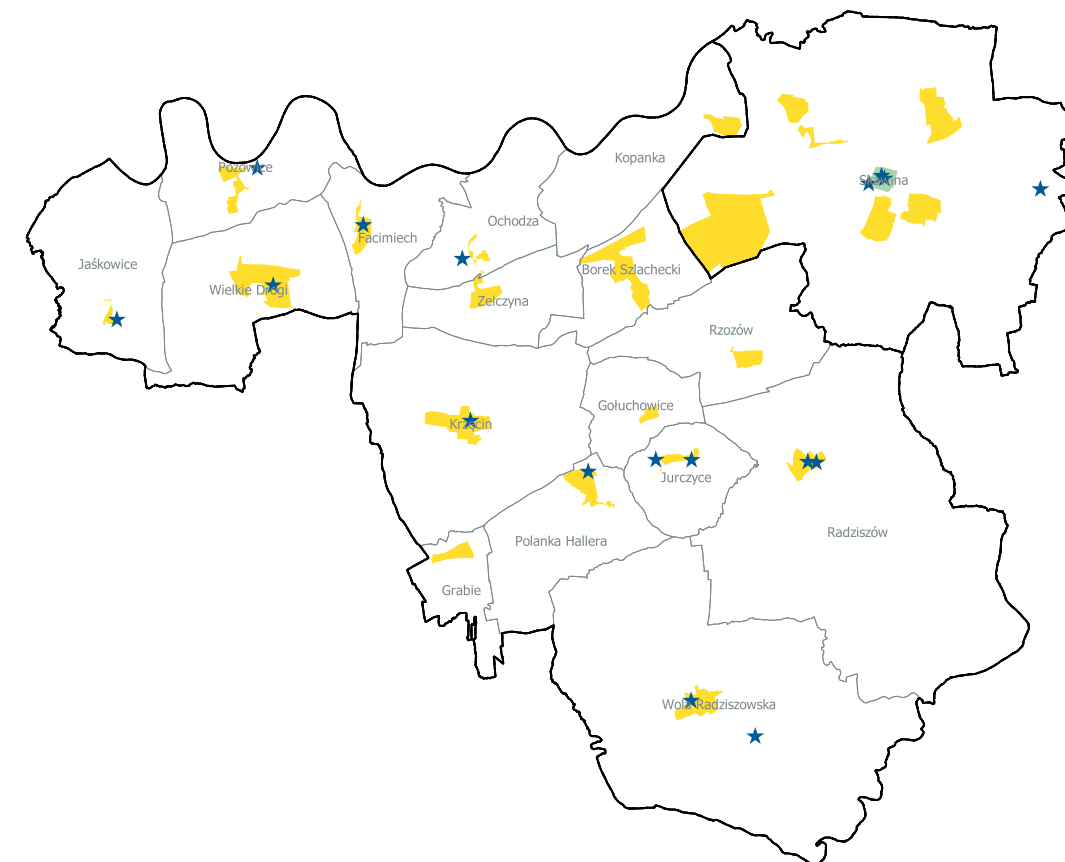 Kopanka
Pozowice
Skawina
Ochodza
Facimiech
Jaśkowice
Borek Szlachecki
Wielkie Drogi
Zelczyna
Rzozów
Gołuchowice
Krzęcin
Jurczyce
Radziszów
Polanka Hallera
Grabie
Wola Radziszowska